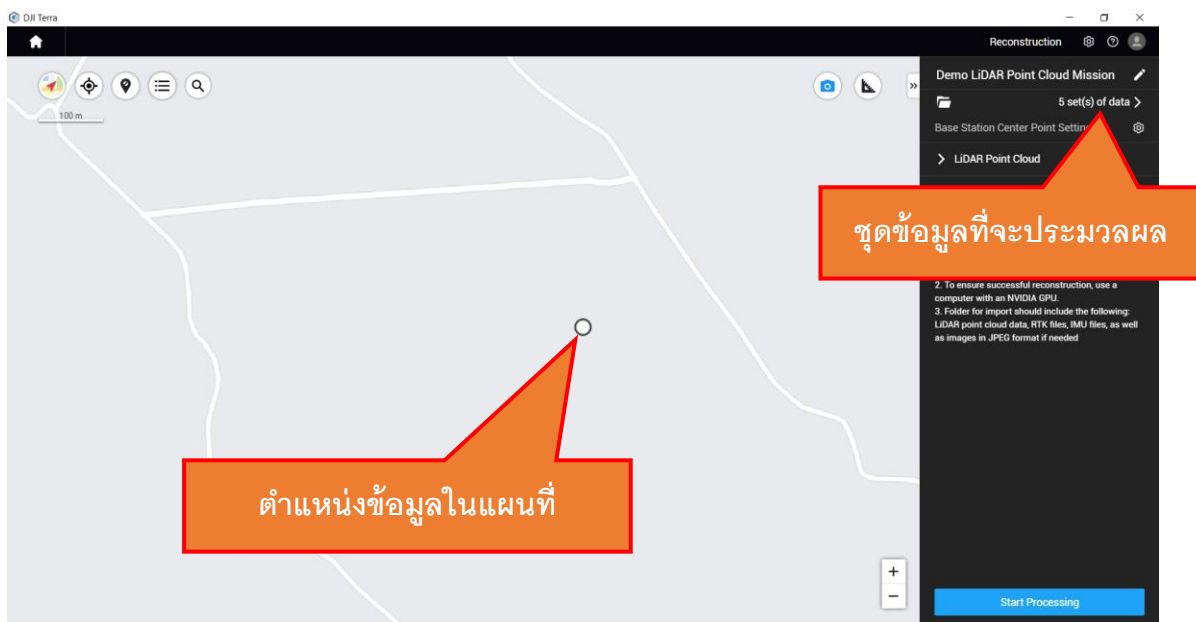 DJI Terra
Reconstruction
100 m
Demo LiDAR Point Cloud Mission
5 set(s) of data
Base Station Center Point
LiDAR Point Cloud
ชุดข้อมูลที่จะประมวลผล
2. To ensure successful reconstruction, use a
computer with an NVIDIA GPU.
3. Folder for import should include the following:
LiDAR point cloud data, RTK files, IMU files, as well
as images in JPEG format if needed
ตำแหน่งข้อมูลในแผนที่
Start Processing